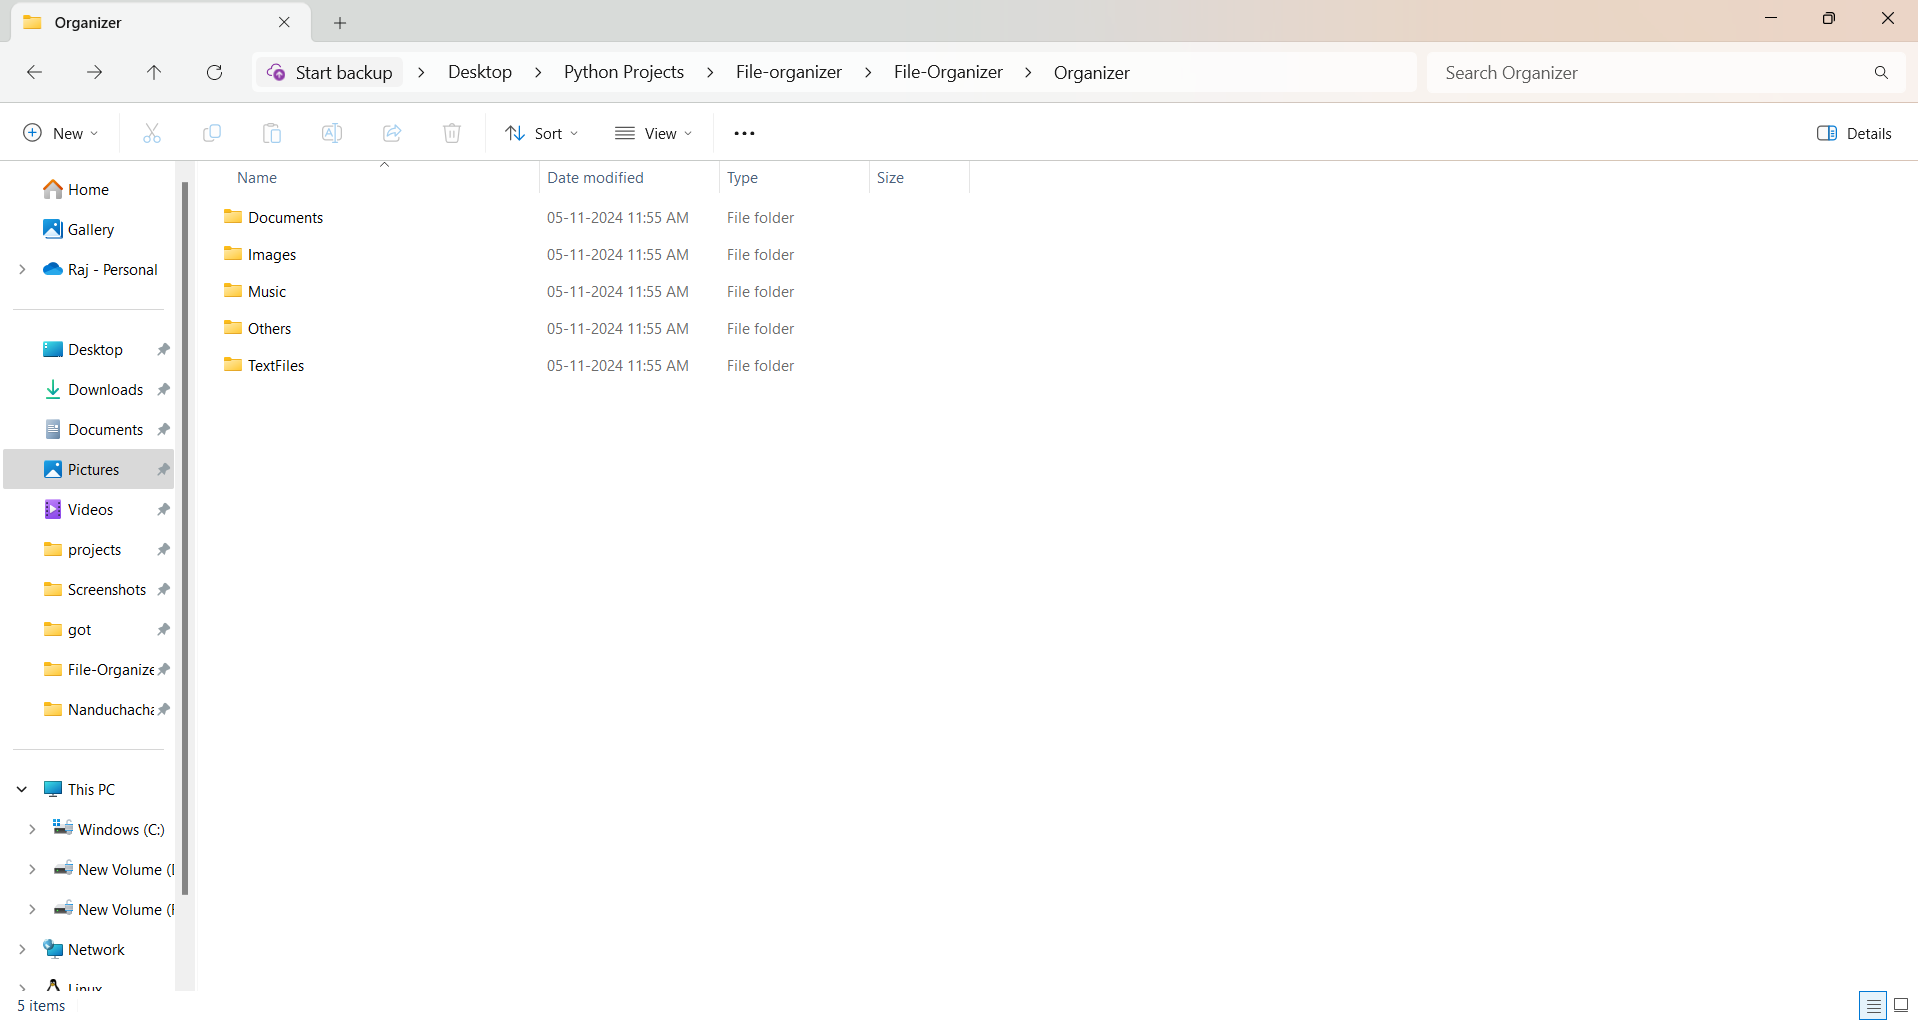 Organizer
Start backup > Desktop > Python Projects > File-organizer > File-Organizer > Organizer
Search Organizer
New
Sort
View
Details
Name Date modified Type Size
Documents 05-11-2024 11:55 AM File folder
Images 05-11-2024 11:55 AM File folder
Music 05-11-2024 11:55 AM File folder
Others 05-11-2024 11:55 AM File folder
TextFiles 05-11-2024 11:55 AM File folder
Home
Gallery
Raj - Personal
Desktop
Downloads
Documents
Pictures
Videos
projects
Screenshots
got
File-Organize
Nanduchacha
This PC
Windows (C:)
New Volume (
New Volume (
Network
Linux
5 items